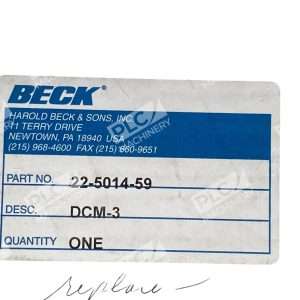 BECK
HAROLD BECK & SONS, INC.
11 TERRY DRIVE
NEWTOWN, PA 18940 USA
(215) 968-4600 FAX (215) 860-9651
PART NO. 22-5014-59
DESC. DCM-3
QUANTITY ONE
replace -